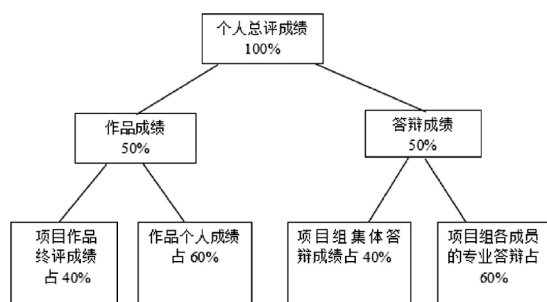 个人总评成绩
100%
作品成绩
50%
答辩成绩
50%
项目作品
终评成绩
占 40%
作品个人成绩
占 60%
项目组集体答
辩成绩占 40%
项目组各成员
的专业答辩占
60%